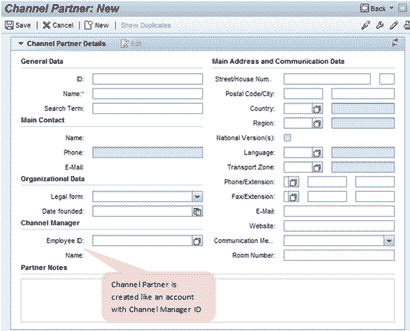 Channel Partner: New
Back
Save Cancel New Show Duplicates
Channel Partner Details Edit
General Data
ID:
Name:*
Search Term:
Main Contact
Name:
Phone:
E-Mail:
Organizational Data
Legal form:
Date founded:
Channel Manager
Employee ID:
Name:
Main Address and Communication Data
Street/House Num..
Postal Code/City:
Country:
Region:
National Version(s):
Language:
Transport Zone:
Phone/Extension:
Fax/Extension:
E-Mail:
Website:
Communication Me..
Room Number:
Partner Notes
Channel Partner is
created like an account
with Channel Manager ID